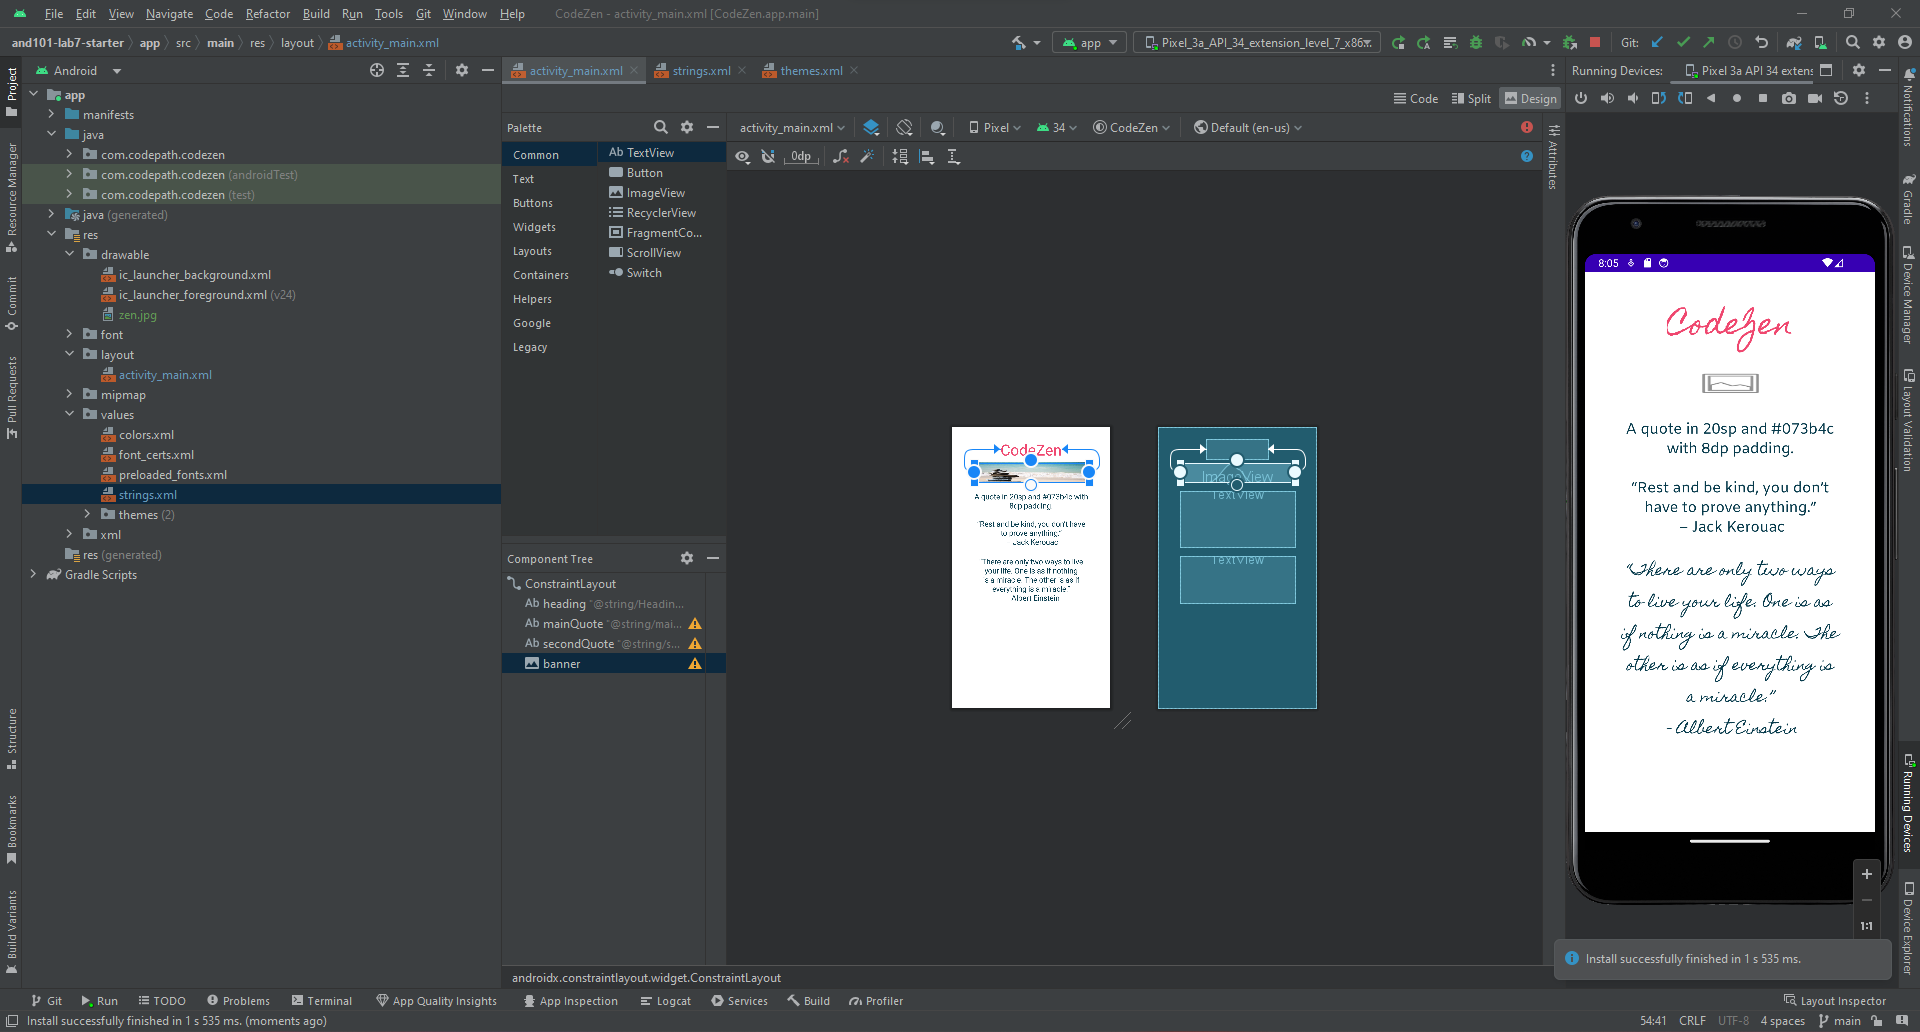 File Edit View Navigate Code Refactor Build Run Tools Git Window Help CodeZen - activity_main.xml [CodeZen.app.main]
and101-lab7-starter app src main res layout activity_main.xml app Pixel_3a_API_34_extension_level_7_x86 Git:
Android
activity_main.xml strings.xml themes.xml
Running Devices: Pixel 3a API 34 extens
Code Split Design
Project
Resource Manager
Commit
Pull Requests
Structure
Bookmarks
Build Variants
app
manifests
java
com.codepath.codezen
com.codepath.codezen (androidTest)
com.codepath.codezen (test)
java (generated)
res
drawable
ic_launcher_background.xml
ic_launcher_foreground.xml (v24)
zen.jpg
font
layout
activity_main.xml
mipmap
values
colors.xml
font_certs.xml
preloaded_fonts.xml
strings.xml
themes (2)
xml
res (generated)
Gradle Scripts
Palette
Common
Text
Buttons
Widgets
Layouts
Containers
Helpers
Google
Legacy
Ab TextView
Button
ImageView
RecyclerView
FragmentCo...
ScrollView
Switch
Component Tree
ConstraintLayout
Ab heading "@string/Headin...
Ab mainQuote "@string/mai...
Ab secondQuote "@string/s...
banner
activity_main.xml Pixel 34 CodeZen Default (en-us)
0dp
CodeZen
A quote in 20sp and #073b4c with
8dp padding.
"Rest and be kind, you don't have
to prove anything."
Jack Kerouac
"There are only two ways to live
your life. One is as if nothing
is a miracle. The other is as if
everything is a miracle."
Albert Einstein
ImageView
TextView
TextView
Attributes
8:05
CodeZen
A quote in 20sp and #073b4c
with 8dp padding.
“Rest and be kind, you don’t
have to prove anything.”
– Jack Kerouac
“There are only two ways
to live your life. One is as
if nothing is a miracle. The
other is as if everything is
a miracle.”
- Albert Einstein
1:1
Install successfully finished in 1 s 535 ms.
Notifications
Gradle
Device Manager
Layout Validation
Running Devices
Device Explorer
androidx.constraintlayout.widget.ConstraintLayout
Git Run TODO Problems Terminal App Quality Insights App Inspection Logcat Services Build Profiler Layout Inspector
Install successfully finished in 1 s 535 ms. (moments ago) 54:41 CRLF UTF-8 4 spaces main